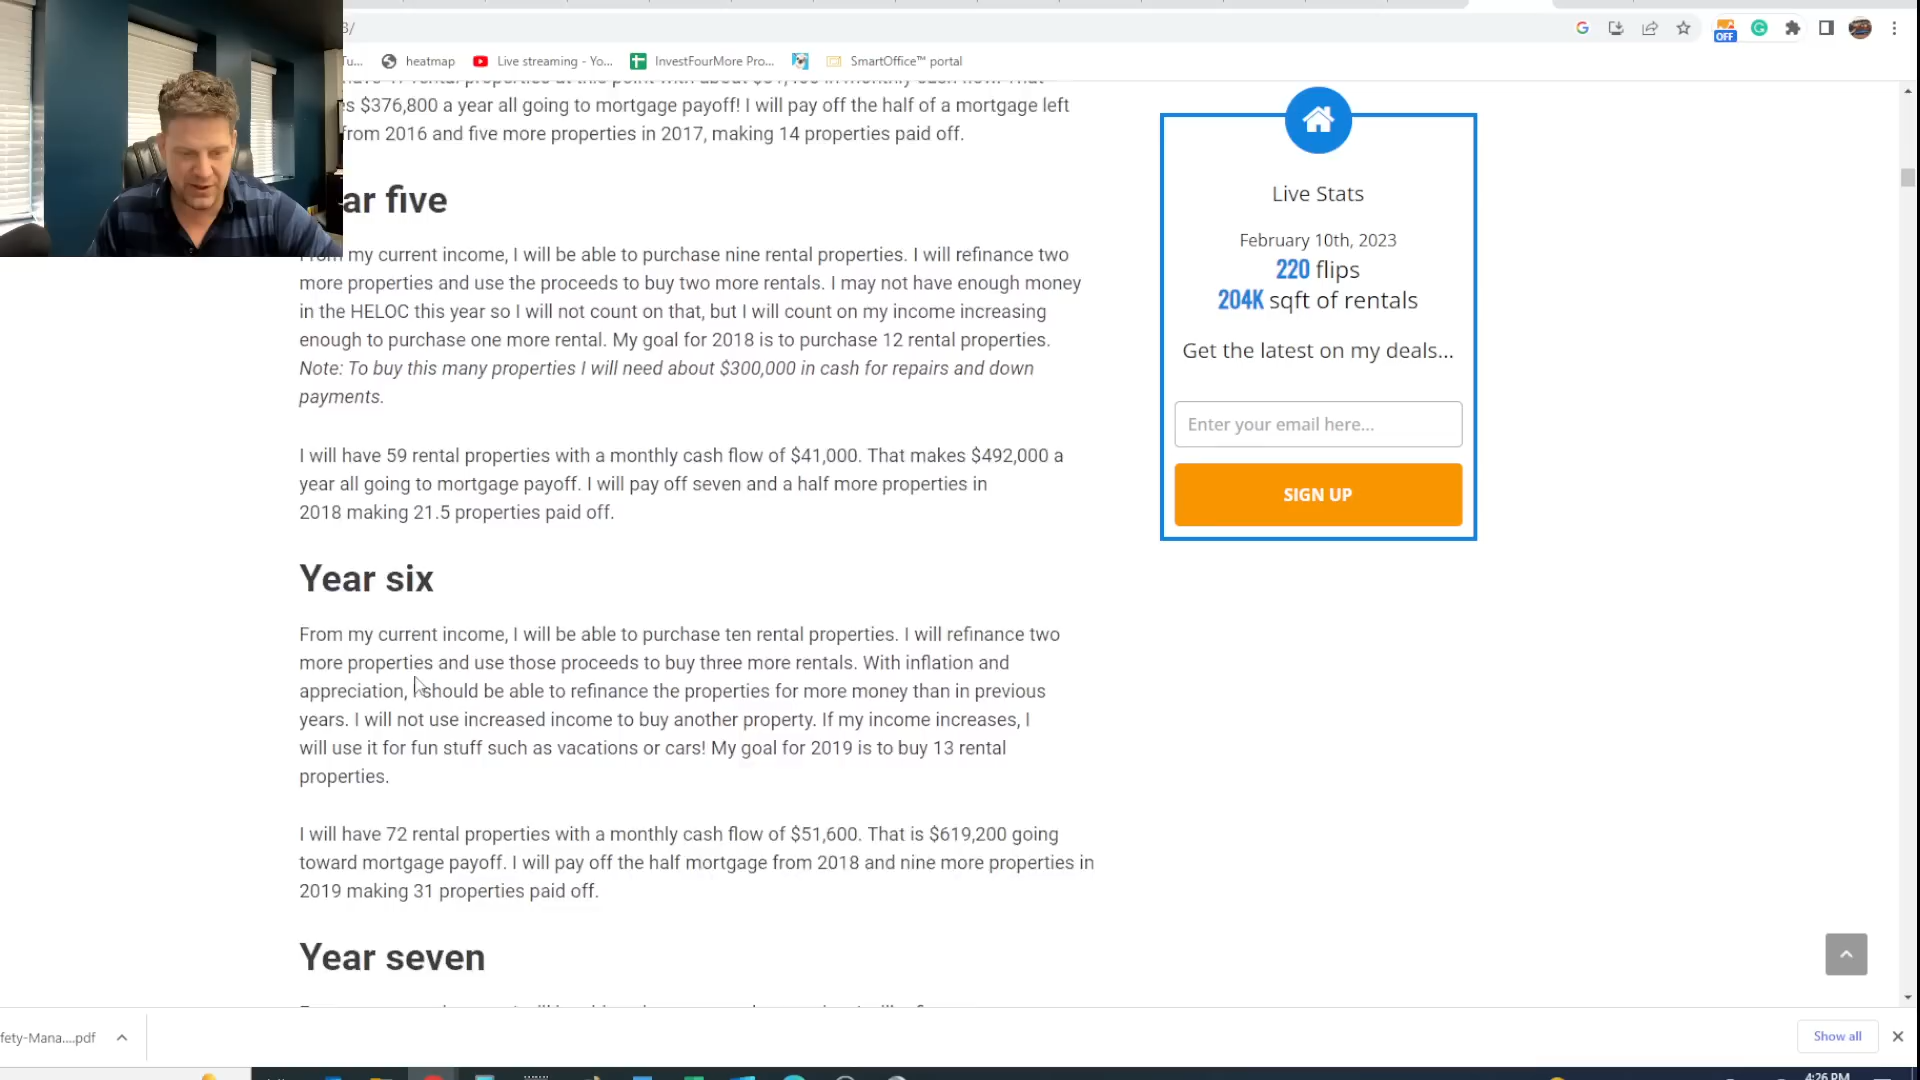 3/
Tu...
heatmap
Live streaming - Yo...
InvestFourMore Pro...
SmartOffice™ portal
OFF
s $376,800 a year all going to mortgage payoff! I will pay off the half of a mortgage left
from 2016 and five more properties in 2017, making 14 properties paid off.
ar five
From my current income, I will be able to purchase nine rental properties. I will refinance two
more properties and use the proceeds to buy two more rentals. I may not have enough money
in the HELOC this year so I will not count on that, but I will count on my income increasing
enough to purchase one more rental. My goal for 2018 is to purchase 12 rental properties.
Note: To buy this many properties I will need about $300,000 in cash for repairs and down
payments.
I will have 59 rental properties with a monthly cash flow of $41,000. That makes $492,000 a
year all going to mortgage payoff. I will pay off seven and a half more properties in
2018 making 21.5 properties paid off.
Year six
From my current income, I will be able to purchase ten rental properties. I will refinance two
more properties and use those proceeds to buy three more rentals. With inflation and
appreciation, I should be able to refinance the properties for more money than in previous
years. I will not use increased income to buy another property. If my income increases, I
will use it for fun stuff such as vacations or cars! My goal for 2019 is to buy 13 rental
properties.
I will have 72 rental properties with a monthly cash flow of $51,600. That is $619,200 going
toward mortgage payoff. I will pay off the half mortgage from 2018 and nine more properties in
2019 making 31 properties paid off.
Year seven
Live Stats
February 10th, 2023
220 flips
204K sqft of rentals
Get the latest on my deals...
Enter your email here...
SIGN UP
fety-Mana....pdf
Show all
4:26 PM